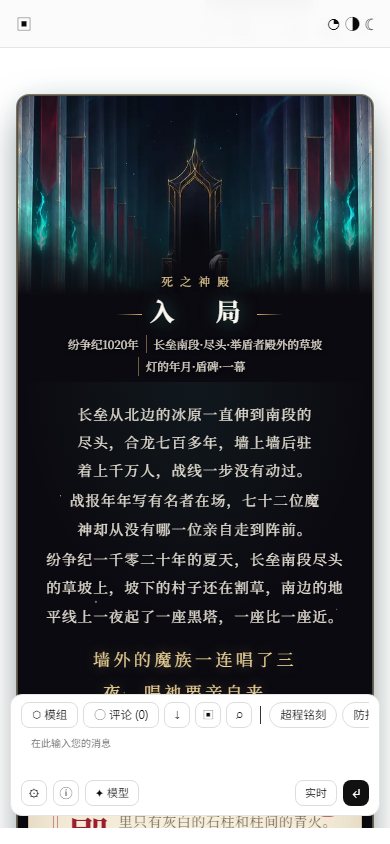 死之神殿
入 局
纷争纪1020年 长垒南段·尽头·举盾者殿外的草坡
灯的年月·盾碑·一幕
长垒从北边的冰原一直伸到南段的
尽头，合龙七百多年，墙上墙后驻
着上千万人，战线一步没有动过。
战报年年写有名者在场，七十二位魔
神却从没有哪一位亲自走到阵前。
纷争纪一千零二十年的夏天，长垒南段尽头
的草坡上，坡下的村子还在割草，南边的地
平线上一夜起了一座黑塔，一座比一座近。
墙外的魔族一连唱了三
夜，唱祂要亲自来
模组 评论 (0) 超程铭刻
在此输入您的消息
模型 实时
里只有灰白的石柱和柱间的青火。